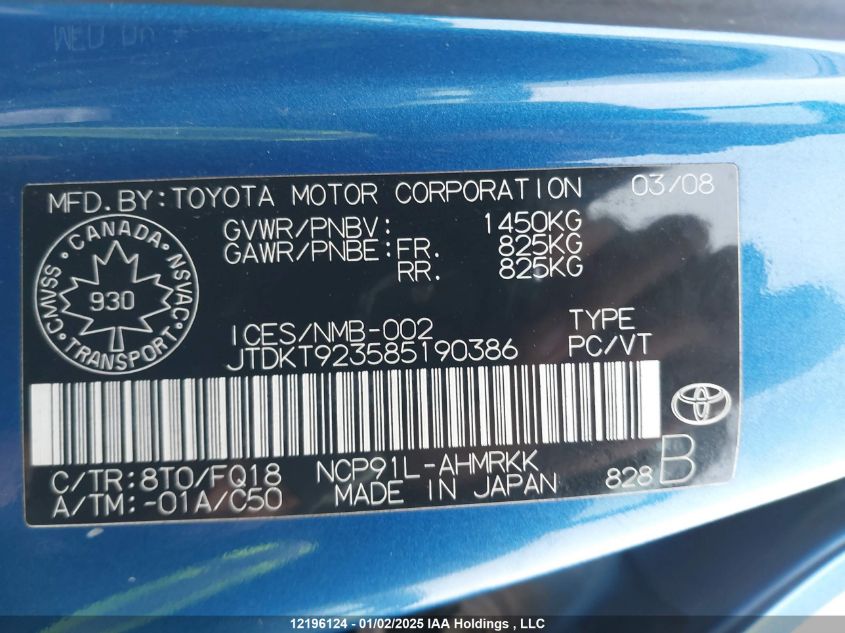 MFD.BY:TOYOTA MOTOR CORPORATION 03/08
GVWR/PNBV: 1450KG
GAWR/PNBE:FR. 825KG
RR. 825KG
CANADA
CMVSS
NSVAC
930
TRANSPORT
ICES/NMB-002
TYPE
JTDKT923585190386
PC/VT
C/TR:8T0/FQ18
NCP91L-AHMRKK
A/TM:-01A/C50
MADE IN JAPAN
828 B
12196124 - 01/02/2025 IAA Holdings , LLC